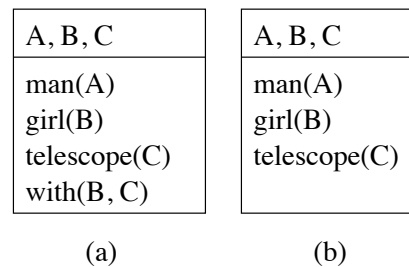 A, B, C
man(A)
girl(B)
telescope(C)
with(B, C)
(a)
A, B, C
man(A)
girl(B)
telescope(C)
(b)